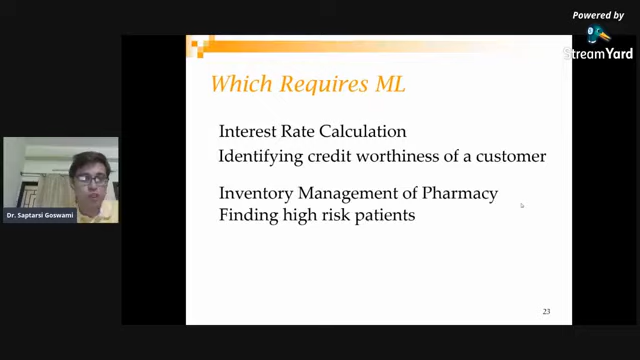 Powered by
StreamYard
Which Requires ML
Interest Rate Calculation
Identifying credit worthiness of a customer
Inventory Management of Pharmacy
Finding high risk patients
Dr. Saptarsi Goswami
23